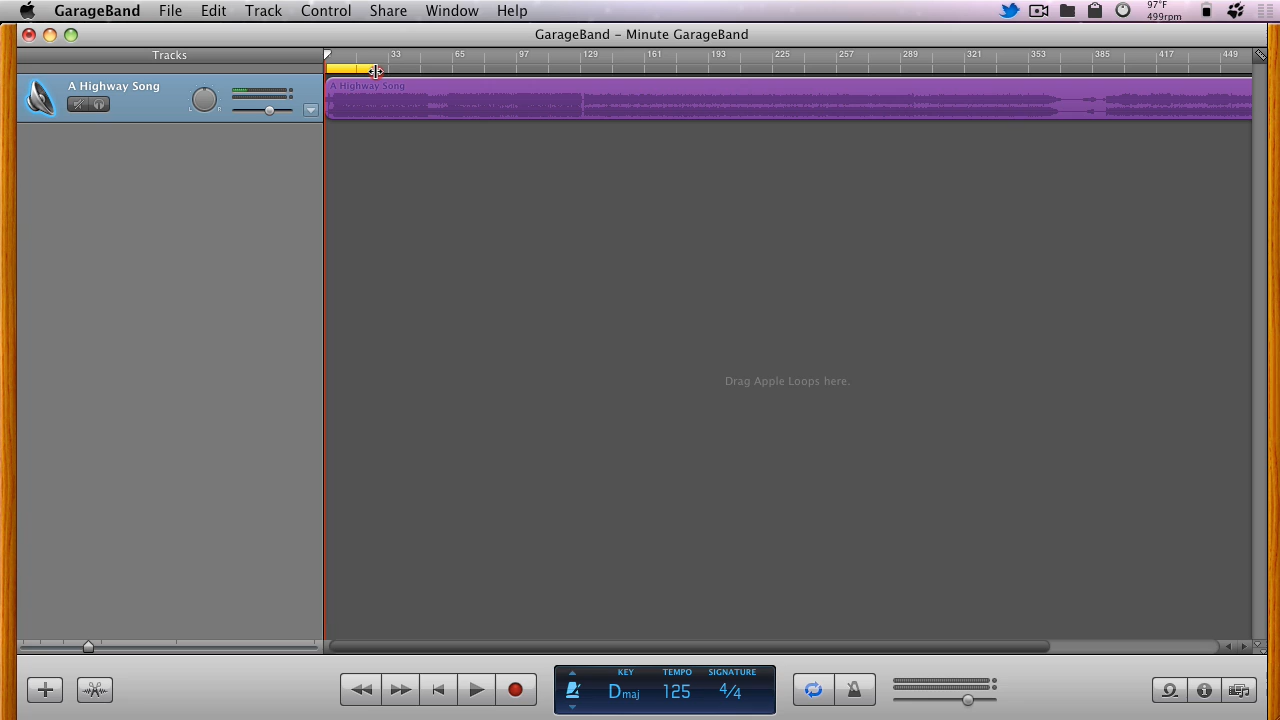 GarageBand File Edit Track Control Share Window Help 97°F 499rpm
GarageBand – Minute GarageBand
Tracks 33 65 97 129 161 193 225 257 289 321 353 385 417 449
A Highway Song
L R
A Highway Song
Drag Apple Loops here.
KEY TEMPO SIGNATURE
Dmaj 125 4/4